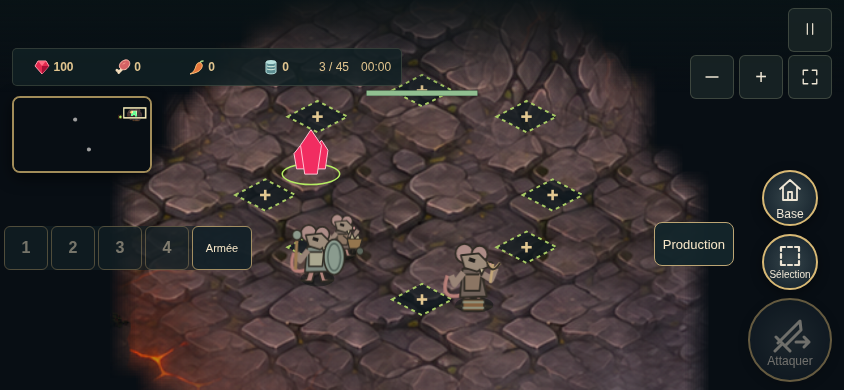 100 0 0 0 3 / 45 00:00
1 2 3 4 Armée
Production
Base
Sélection
Attaquer